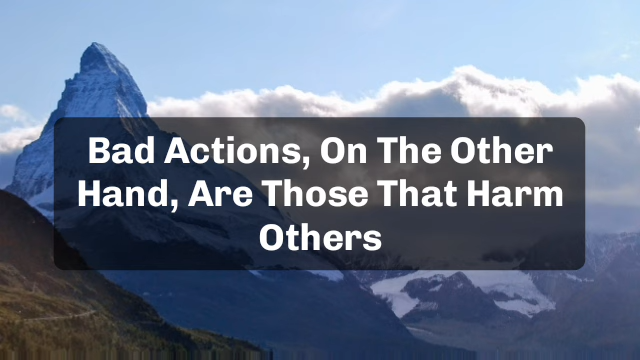 Bad Actions, On The Other
Hand, Are Those That Harm
Others